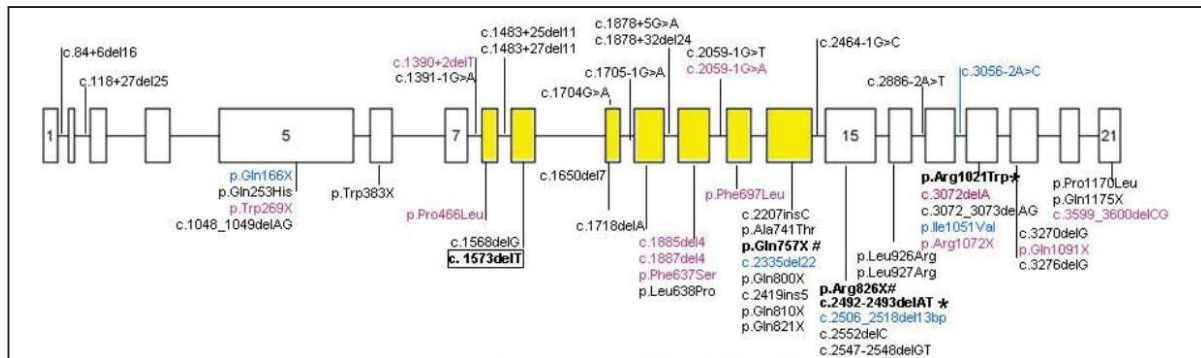 c.84+6del16
c.118+27del25
c.1390+2delT
c.1391-1G>A
c.1483+25del11
c.1483+27del11
c.1704G>A
c.1705-1G>A
c.1878+5G>A
c.1878+32del24
c.2059-1G>T
c.2059-1G>A
c.2464-1G>C
c.2886-2A>T
c.3056-2A>C
1
5
7
15
21
p.Gln166X
p.Gln253His
p.Trp269X
c.1048_1049delAG
p.Trp383X
p.Pro466Leu
c.1568delG
c. 1573delT
c.1650del7
c.1718delA
c.1885del4
c.1887del4
p.Phe637Ser
p.Leu638Pro
p.Phe697Leu
c.2207insC
p.Ala741Thr
p.Gln757X #
c.2335del22
p.Gln800X
c.2419ins5
p.Gln810X
p.Gln821X
p.Arg826X#
c.2492-2493delAT *
c.2506_2518del13bp
c.2552delC
c.2547-2548delGT
p.Leu926Arg
p.Leu927Arg
p.Arg1021Trp*
c.3072delA
c.3072_3073delAG
p.Ile1051Val
p.Arg1072X
c.3270delG
p.Gln1091X
c.3276delG
p.Pro1170Leu
p.Gln1175X
c.3599_3600delCG